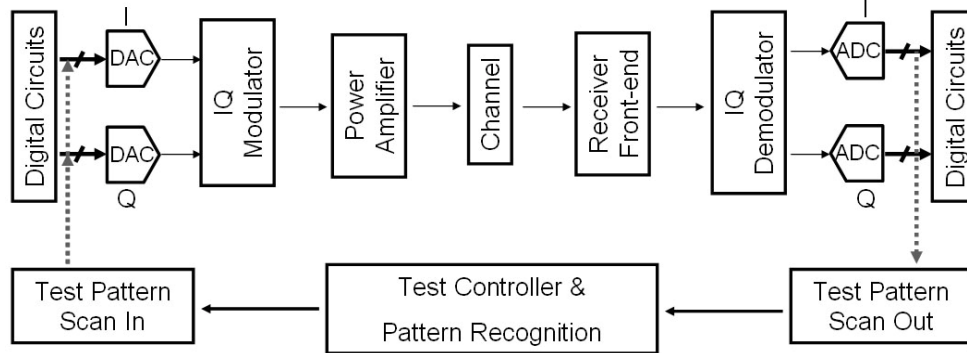 I
I
Digital Circuits
DAC
DAC
Q
IQ
Modulator
Power
Amplifier
Channel
Receiver
Front-end
IQ
Demodulator
ADC
ADC
Q
Digital Circuits
Test Pattern
Scan In
Test Controller &
Pattern Recognition
Test Pattern
Scan Out